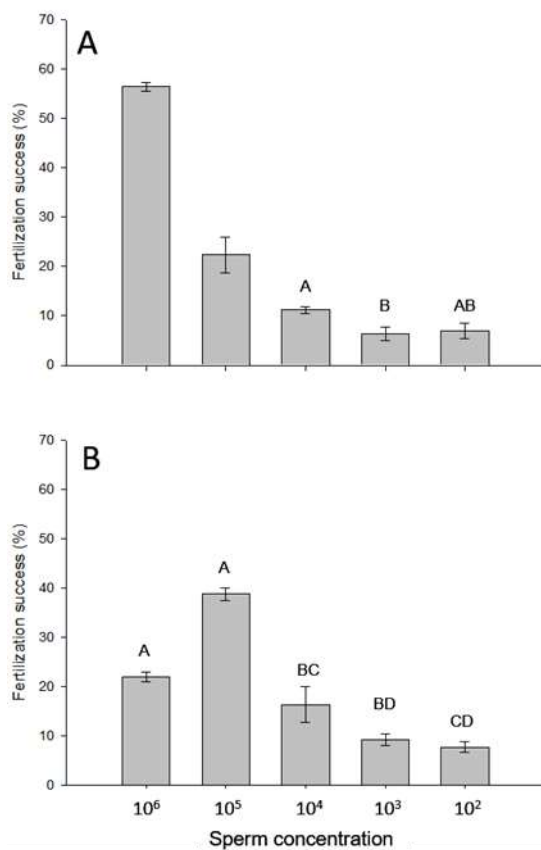 A
Fertilization success (%)
70
60
50
40
30
20
10
0
A
B
AB
B
Fertilization success (%)
70
60
50
40
30
20
10
0
A
A
BC
BD
CD
10⁶ 10⁵ 10⁴ 10³ 10²
Sperm concentration